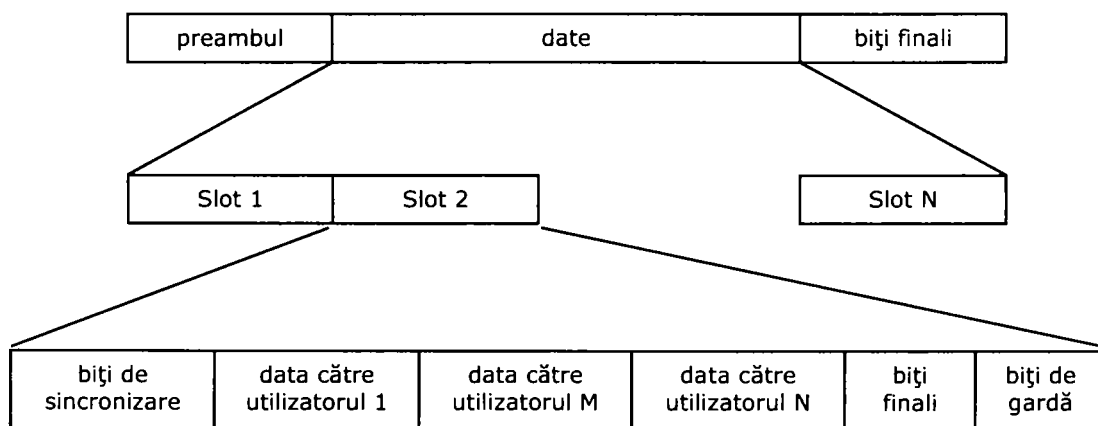 preambul date biţi finali
Slot 1 Slot 2 Slot N
biţi de sincronizare
data către utilizatorul 1
data către utilizatorul M
data către utilizatorul N
biţi finali
biţi de gardă